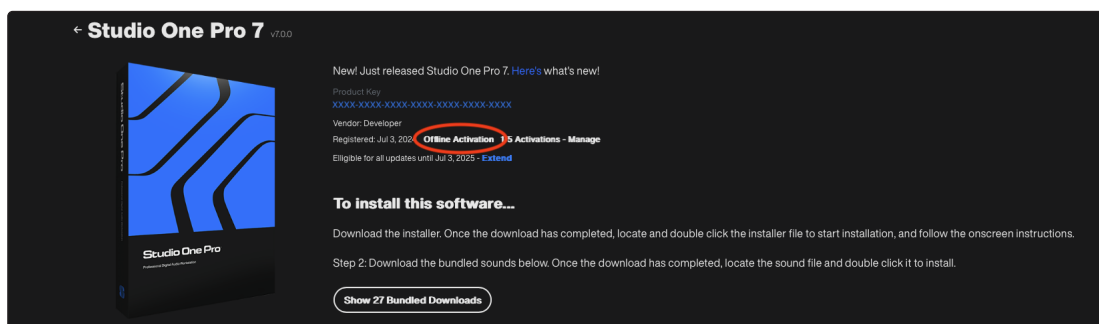 ← Studio One Pro 7 v7.0.0
New! Just released Studio One Pro 7. Here's what's new!
Product Key
XXXX-XXXX-XXXX-XXXX-XXXX-XXXX-XXXX
Vendor: Developer
Registered: Jul 3, 202 Offline Activation 1/5 Activations - Manage
Elligible for all updates until Jul 3, 2025 - Extend
To install this software...
Download the installer. Once the download has completed, locate and double click the installer file to start installation, and follow the onscreen instructions.
Step 2: Download the bundled sounds below. Once the download has completed, locate the sound file and double click it to install.
Show 27 Bundled Downloads
Studio One Pro
Studio One Pro
Professional Digital Audio Workstation